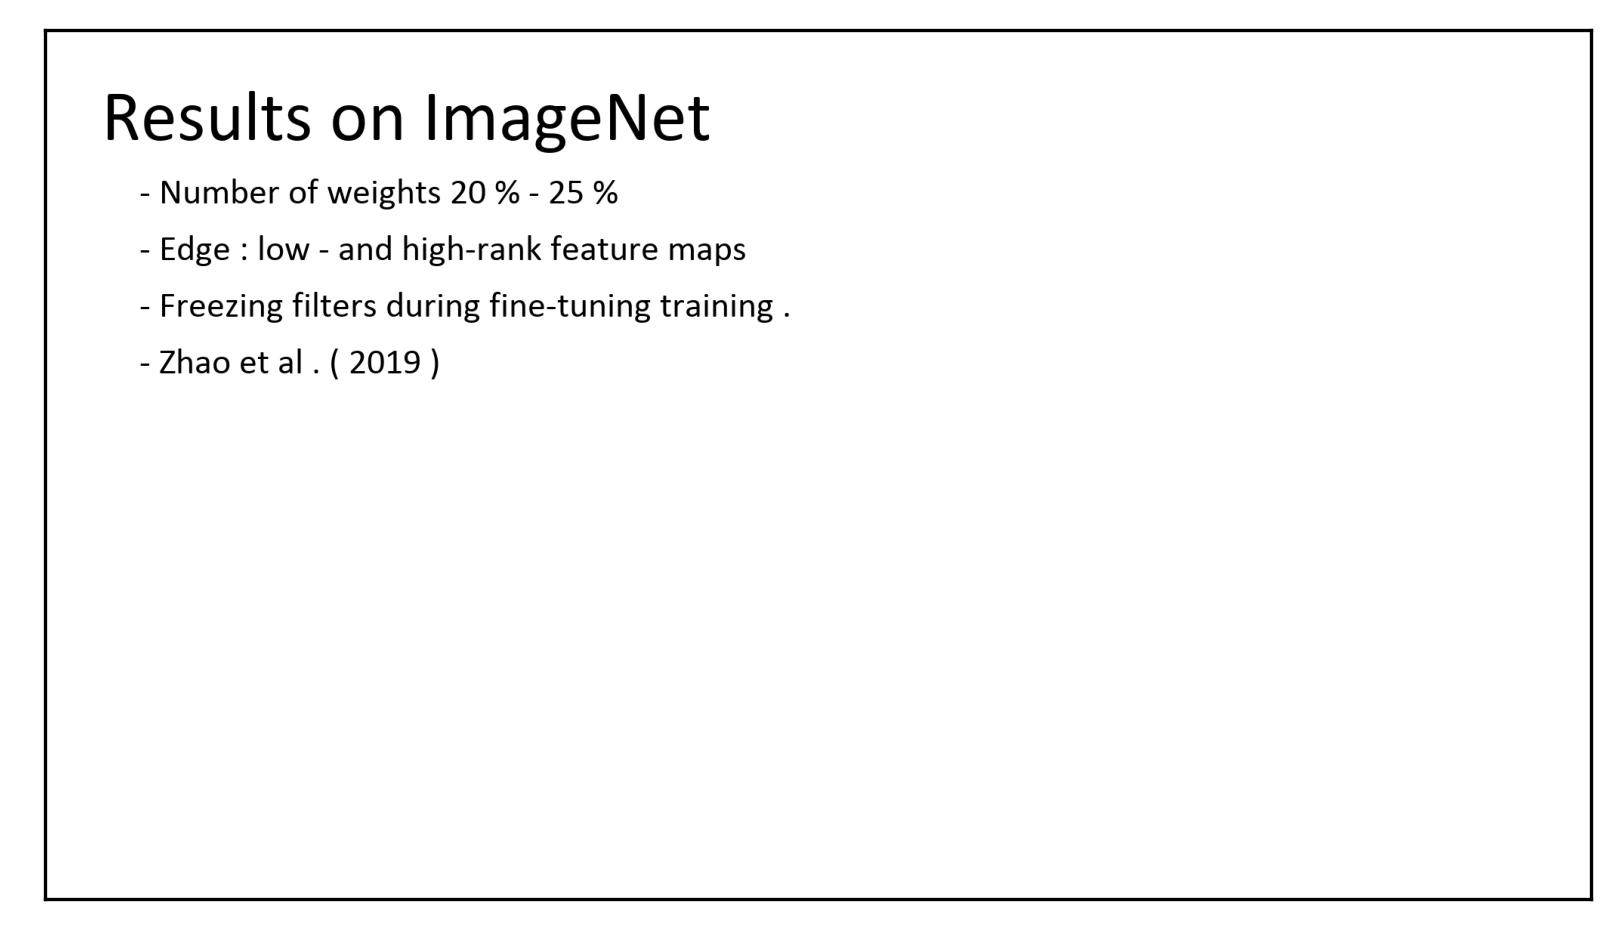 Results on ImageNet
- Number of weights 20 % - 25 %
- Edge : low - and high-rank feature maps
- Freezing filters during fine-tuning training .
- Zhao et al . ( 2019 )